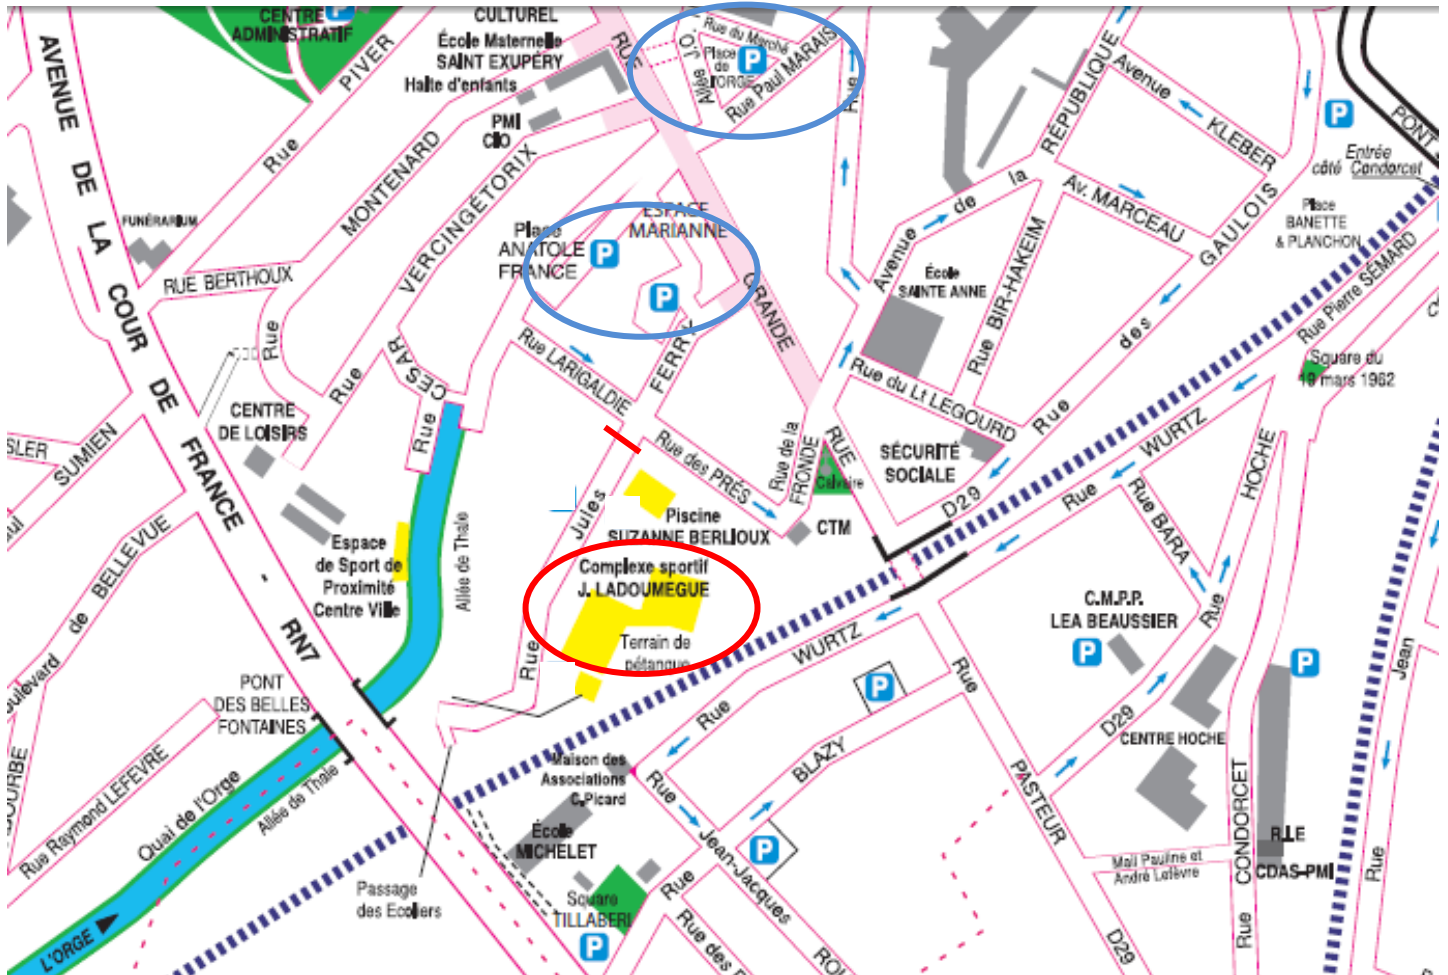 CENTRE
ADMINISTRATIF
P
CULTUREL
École Maternelle
SAINT EXUPÉRY
Halte d'enfants
PMI
CIO
AVENUE DE LA COUR DE FRANCE - RN7
Rue PIVER
MONTENARD
Rue
VERCINGÉTORIX
Rue
FUNÉRARIUM
RUE BERTHOUX
RUE
GRANDE
Allée J.O.
Rue du Marché
Place
de
l'ORGE
P
Rue Paul MARAIS
Rue
Place
ANATOLE
FRANCE
P
ESPACE
MARIANNE
P
FERRY
Rue LARIGALDIE
Rue CESAR
Avenue de la RÉPUBLIQUE
Avenue KLEBER
Av. MARCEAU
P
PONT
Entrée
côté Condorcet
Place
BANETTE
& PLANCHON
Rue Pierre SÉMARD
Rue des GAULOIS
Rue BIR-HAKEIM
École
SAINTE ANNE
Rue du Lt LEGOURD
Square du
19 mars 1962
CENTRE
DE LOISIRS
SUMIEN
Rue des PRÉS
Rue de la
FRONDE
RUE
Calvaire
SÉCURITÉ
SOCIALE
D29
CTM
Rue WURTZ
HOCHE
Rue BARA
Rue
Piscine
SUZANNE BERLIOUX
Rue Jules
Complexe sportif
J. LADOUMEGUE
Terrain de
pétanque
Espace
de Sport de
Proximité
Centre Ville
Allée de Thale
de BELLEVUE
PONT
DES BELLES
FONTAINES
Quai de l'Orge
Allée de Thale
Rue Raymond LEFEVRE
L'ORGE
Passage
des Ecoliers
Rue WURTZ
C.M.P.P.
LEA BEAUSSIER
P
P
P
D29
CENTRE HOCHE
Rue PASTEUR
Rue CONDORCET
Rue Jean
Maison des
Associations
C. Picard
BLAZY
Rue
École
MICHELET
Rue Jean-Jacques
P
R.I.E
CDAS-PMI
Mail Pauline et
André Lefèvre
Square
TILLABERI
P
Rue
Rue des
D29